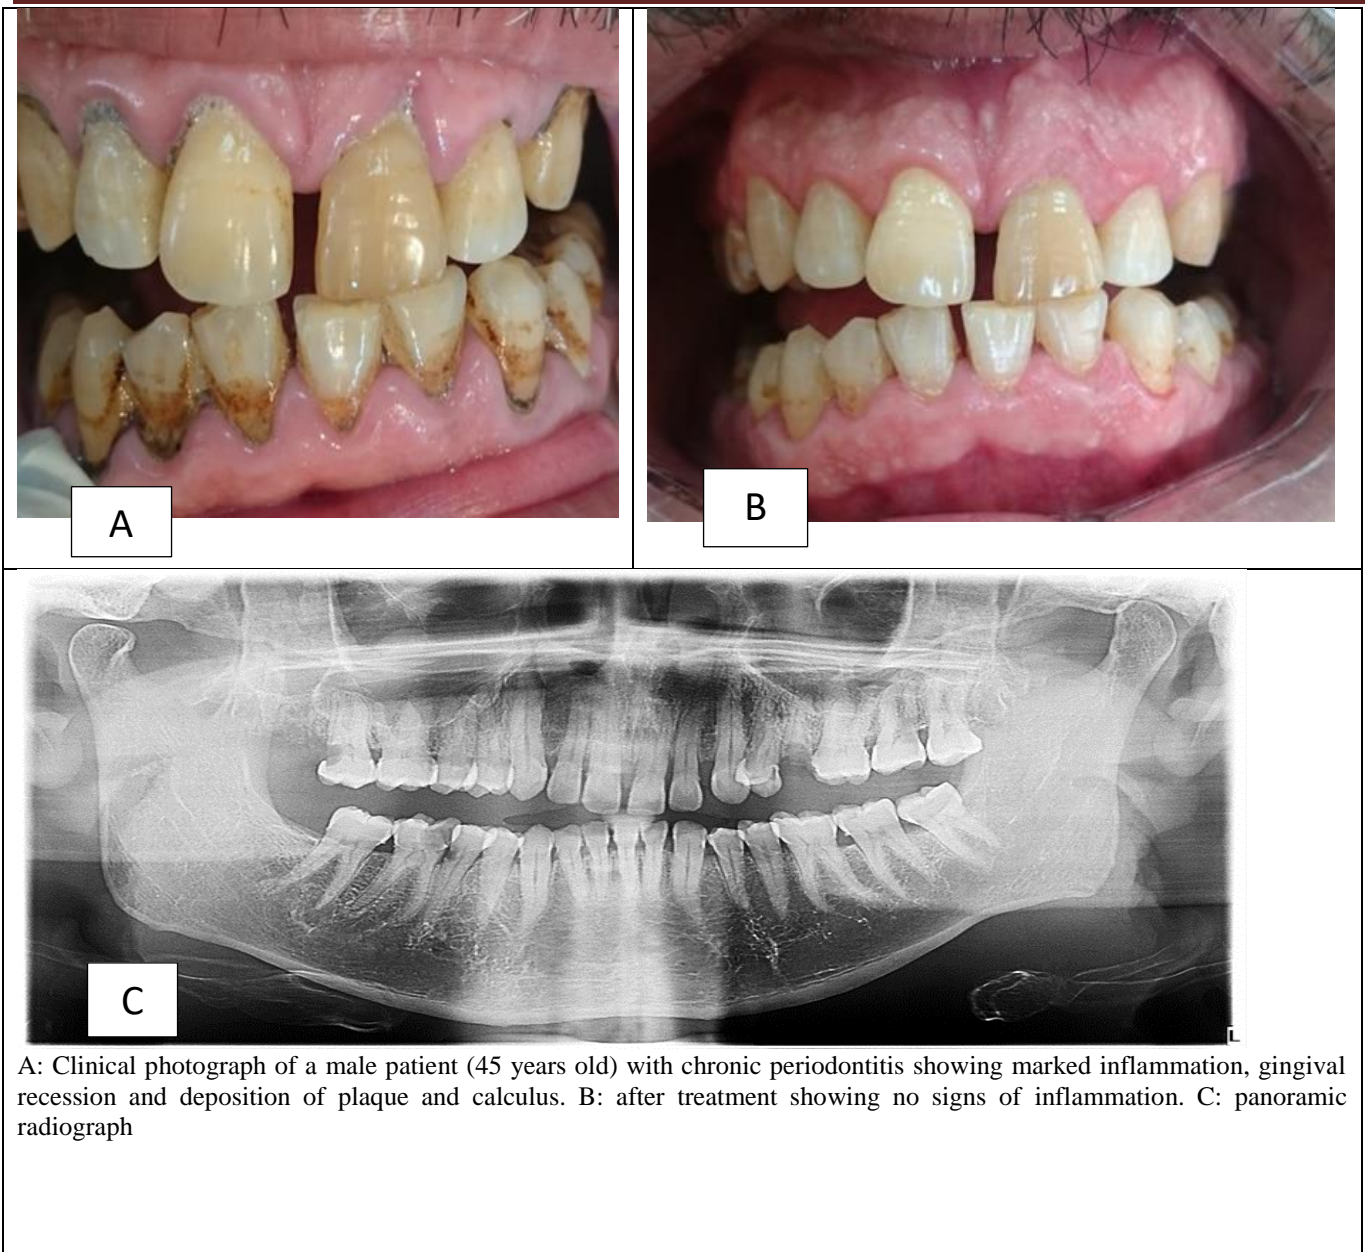 A
B
C
L
A: Clinical photograph of a male patient (45 years old) with chronic periodontitis showing marked inflammation, gingival
recession and deposition of plaque and calculus. B: after treatment showing no signs of inflammation. C: panoramic
radiograph